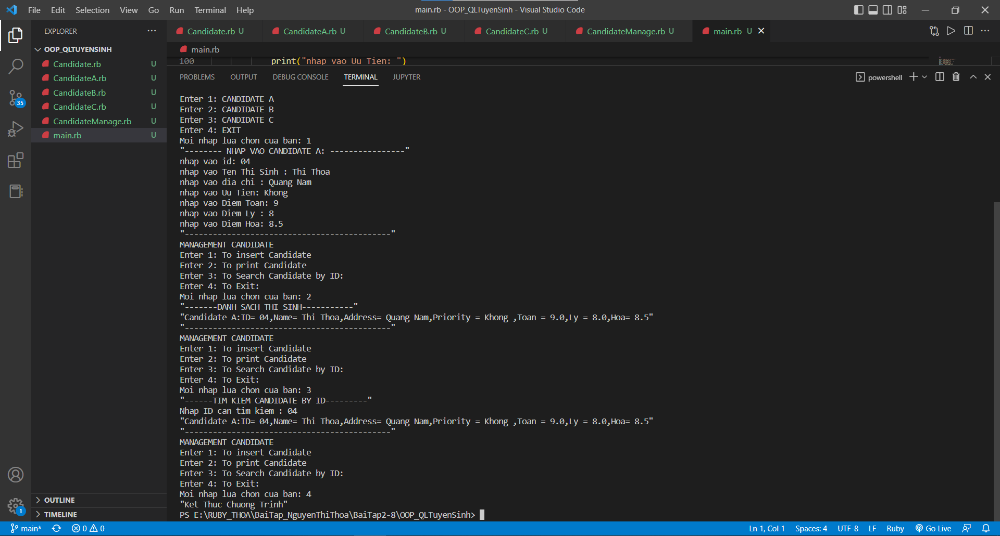 File Edit Selection View Go Run Terminal Help
main.rb - OOP_QLTuyenSinh - Visual Studio Code
EXPLORER
OOP_QLTUYENSINH
Candidate.rb U
CandidateA.rb U
CandidateB.rb U
CandidateC.rb U
CandidateManage.rb U
main.rb U
35
1
OUTLINE
TIMELINE
Candidate.rb U CandidateA.rb U CandidateB.rb U CandidateC.rb U CandidateManage.rb U main.rb U
main.rb
100 print("nhap vao Uu Tien: ")
PROBLEMS OUTPUT DEBUG CONSOLE TERMINAL JUPYTER
powershell
Enter 1: CANDIDATE A
Enter 2: CANDIDATE B
Enter 3: CANDIDATE C
Enter 4: EXIT
Moi nhap lua chon cua ban: 1
"-------- NHAP VAO CANDIDATE A: ----------------"
nhap vao id: 04
nhap vao Ten Thi Sinh : Thi Thoa
nhap vao dia chi : Quang Nam
nhap vao Uu Tien: Khong
nhap vao Diem Toan: 9
nhap vao Diem Ly : 8
nhap vao Diem Hoa: 8.5
"--------------------------------------------"
MANAGEMENT CANDIDATE
Enter 1: To insert Candidate
Enter 2: To print Candidate
Enter 3: To Search Candidate by ID:
Enter 4: To Exit:
Moi nhap lua chon cua ban: 2
"-------DANH SACH THI SINH-----------"
"Candidate A:ID= 04,Name= Thi Thoa,Address= Quang Nam,Priority = Khong ,Toan = 9.0,Ly = 8.0,Hoa= 8.5"
"--------------------------------------------"
MANAGEMENT CANDIDATE
Enter 1: To insert Candidate
Enter 2: To print Candidate
Enter 3: To Search Candidate by ID:
Enter 4: To Exit:
Moi nhap lua chon cua ban: 3
"------TIM KIEM CANDIDATE BY ID---------"
Nhap ID can tim kiem : 04
"Candidate A:ID= 04,Name= Thi Thoa,Address= Quang Nam,Priority = Khong ,Toan = 9.0,Ly = 8.0,Hoa= 8.5"
"--------------------------------------------"
MANAGEMENT CANDIDATE
Enter 1: To insert Candidate
Enter 2: To print Candidate
Enter 3: To Search Candidate by ID:
Enter 4: To Exit:
Moi nhap lua chon cua ban: 4
"Ket Thuc Chuong Trinh"
PS E:\RUBY_THOA\BaiTap_NguyenThiThoa\BaiTap2-8\OOP_QLTuyenSinh>
main* 0 0 Ln 1, Col 1 Spaces: 4 UTF-8 LF Ruby Go Live